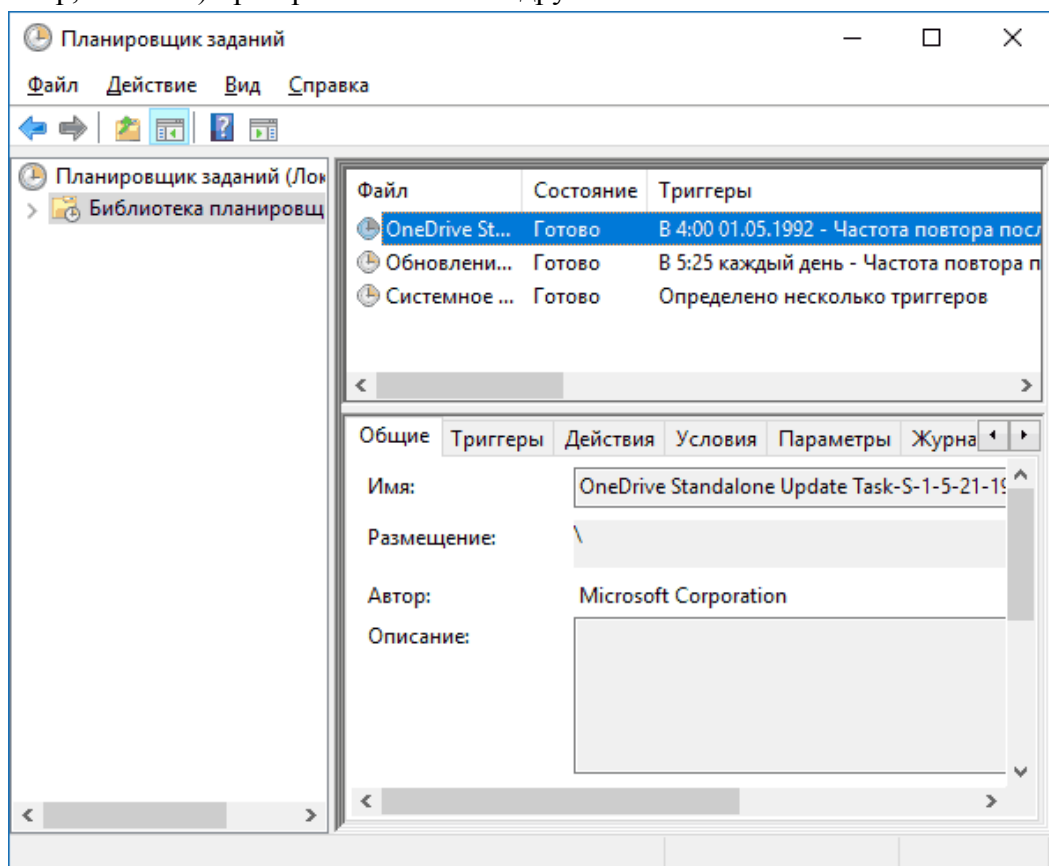 Планировщик заданий
Файл Действие Вид Справка
Планировщик заданий (Лок
Библиотека планировщ
Файл Состояние Триггеры
OneDrive St... Готово В 4:00 01.05.1992 - Частота повтора посл
Обновлени... Готово В 5:25 каждый день - Частота повтора п
Системное ... Готово Определено несколько триггеров
Общие Триггеры Действия Условия Параметры Журна
Имя: OneDrive Standalone Update Task-S-1-5-21-19
Размещение: \
Автор: Microsoft Corporation
Описание: